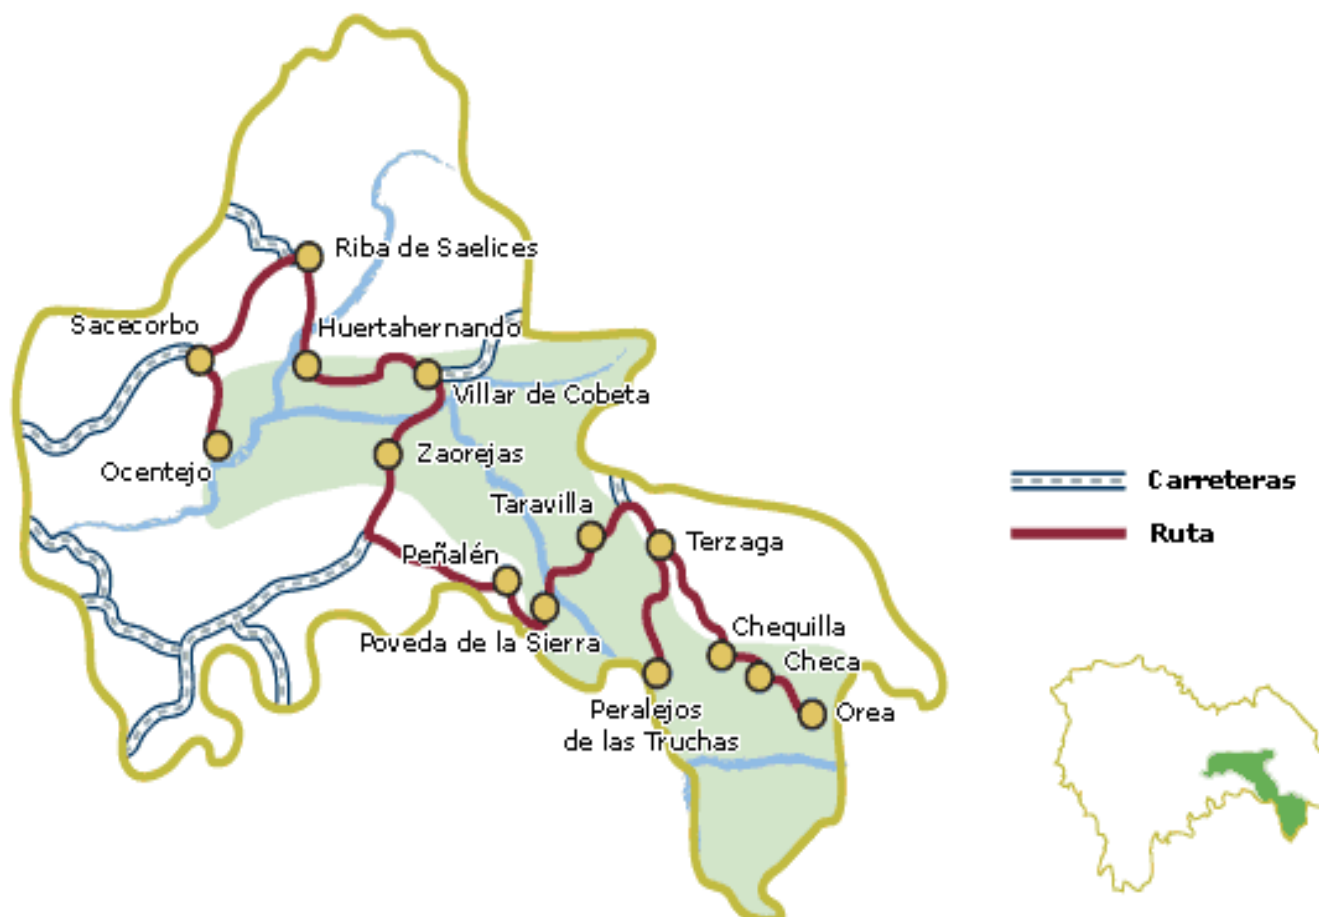 Riba de Saelices
Sacecorbo
Huertahernando
Villar de Cobeta
Ocentejo
Zaorejas
Taravilla
Terzaga
Peñalén
Poveda de la Sierra
Chequilla
Checa
Peralejos
de las Truchas
Orea
Carreteras
Ruta